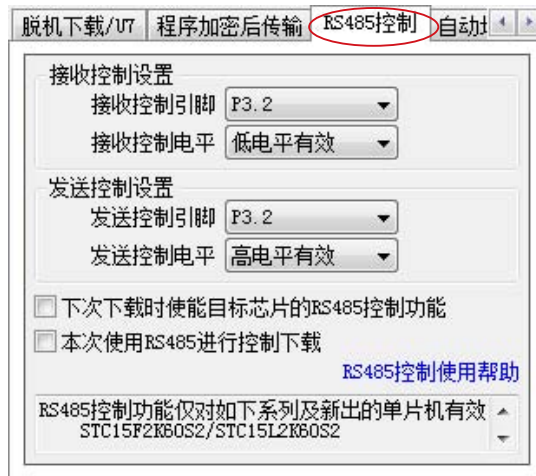 脱机下载/U7 程序加密后传输 RS485控制 自动
接收控制设置
接收控制引脚 P3.2
接收控制电平 低电平有效
发送控制设置
发送控制引脚 P3.2
发送控制电平 高电平有效
下次下载时使能目标芯片的RS485控制功能
本次使用RS485进行控制下载
RS485控制使用帮助
RS485控制功能仅对如下系列及新出的单片机有效
STC15F2K60S2/STC15L2K60S2